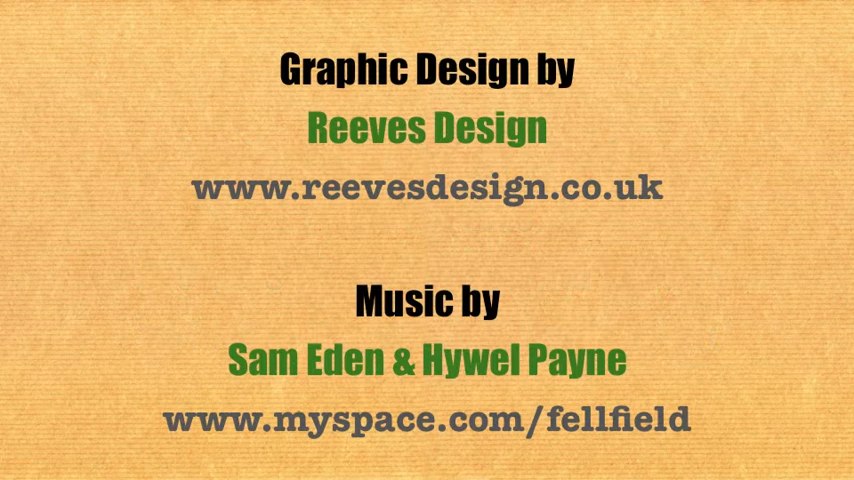 Graphic Design by
Reeves Design
www.reevesdesign.co.uk
Music by
Sam Eden & Hywel Payne
www.myspace.com/fellfield